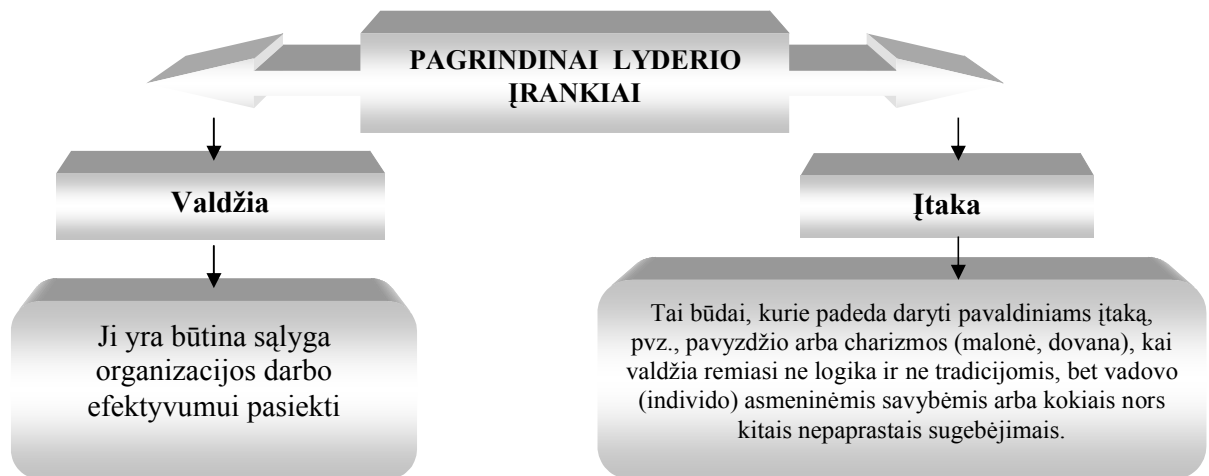 PAGRINDINAI LYDERIO
ĮRANKIAI
Valdžia
Įtaka
Ji yra būtina sąlyga
organizacijos darbo
efektyvumui pasiekti
Tai būdai, kurie padeda daryti pavaldiniams įtaką,
pvz., pavyzdžio arba charizmos (malonė, dovana), kai
valdžia remiasi ne logika ir ne tradicijomis, bet vadovo
(individo) asmeninėmis savybėmis arba kokiais nors
kitais nepaprastais sugebėjimais.